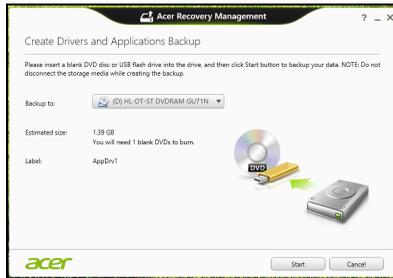 Acer Recovery Management
? _ X
Create Drivers and Applications Backup
Please insert a blank DVD disc or USB flash drive into the drive, and then click Start button to backup your data. NOTE: Do not
disconnect the storage media while creating the backup.
Backup to: (D) HL-DT-ST DVDRAM GU71N
Estimated size: 1.39 GB
You will need 1 blank DVDs to burn.
Label: AppDrv1
DVD
acer
Start Cancel